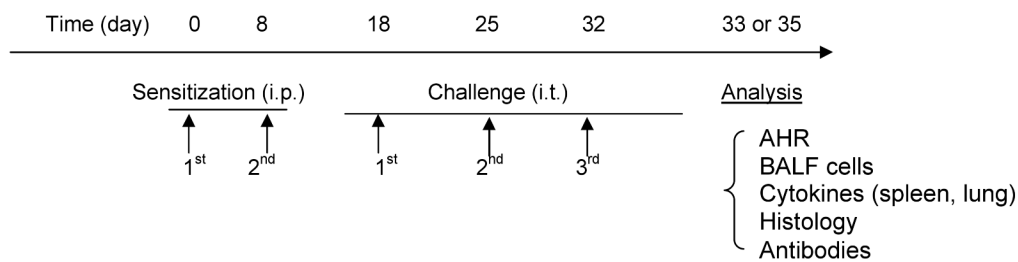 Time (day) 0 8 18 25 32 33 or 35
Sensitization (i.p.) Challenge (i.t.) Analysis
1st 2nd 1st 2nd 3rd
AHR
BALF cells
Cytokines (spleen, lung)
Histology
Antibodies